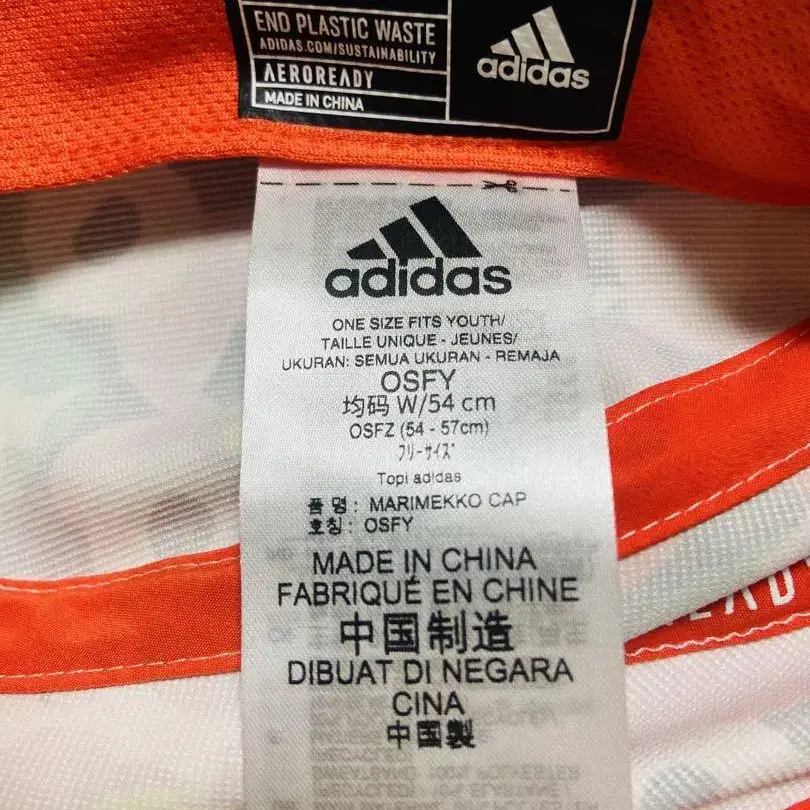 END PLASTIC WASTE
ADIDAS.COM/SUSTAINABILITY
AEROREADY
MADE IN CHINA
adidas
adidas
ONE SIZE FITS YOUTH/
TAILLE UNIQUE - JEUNES/
UKURAN: SEMUA UKURAN - REMAJA
OSFY
均码 W/54 cm
OSFZ (54 - 57cm)
フリーサイズ
Topi adidas
품 명 : MARIMEKKO CAP
호칭 : OSFY
MADE IN CHINA
FABRIQUÉ EN CHINE
中国制造
DIBUAT DI NEGARA
CINA
中国製